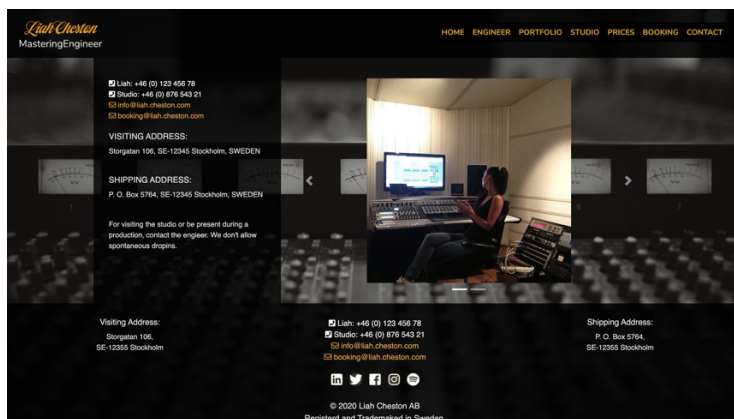 Liah Cheston
MasteringEngineer
HOME ENGINEER PORTFOLIO STUDIO PRICES BOOKING CONTACT
Liah: +46 (0) 123 456 78
Studio: +46 (0) 876 543 21
info@liah.cheston.com
booking@liah.cheston.com
VISITING ADDRESS:
Storgatan 106, SE-12345 Stockholm, SWEDEN
SHIPPING ADDRESS:
P. O. Box 5764, SE-12345 Stockholm, SWEDEN
For visiting the studio or be present during a
production, contact the engieer. We don't allow
spontaneous dropins.
Visiting Address:
Storgatan 106,
SE-12355 Stockholm
Liah: +46 (0) 123 456 78
Studio: +46 (0) 876 543 21
info@liah.cheston.com
booking@liah.cheston.com
Shipping Address:
P. O. Box 5764,
SE-12355 Stockholm
© 2020 Liah Cheston AB
Registerd and Trademaked in Sweden